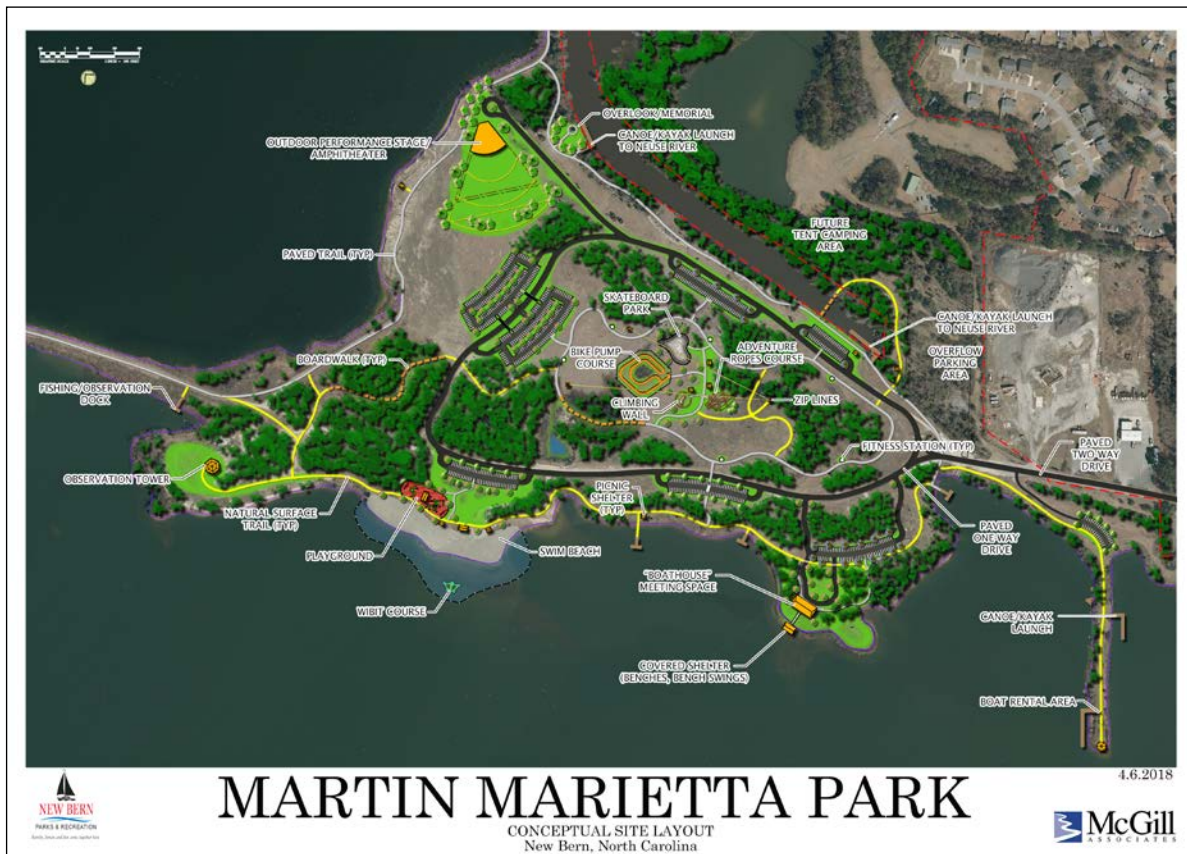 OVERLOOK/MEMORIAL
CANOE/KAYAK LAUNCH
TO NEUSE RIVER
OUTDOOR PERFORMANCE STAGE/
AMPHITHEATER
FUTURE
TENT CAMPING
AREA
PAVED TRAIL (TYP)
SKATEBOARD
PARK
CANOE/KAYAK LAUNCH
TO NEUSE RIVER
BIKE PUMP
COURSE
ADVENTURE
ROPES COURSE
BOARDWALK (TYP)
OVERFLOW
PARKING
AREA
FISHING/OBSERVATION
DOCK
CLIMBING
WALL
ZIP LINES
FITNESS STATION (TYP)
PAVED
TWO-WAY
DRIVE
OBSERVATION TOWER
PICNIC
SHELTER
(TYP)
NATURAL SURFACE
TRAIL (TYP)
PAVED
ONE-WAY
DRIVE
PLAYGROUND
SWIM BEACH
"BOATHOUSE"
MEETING SPACE
WIBIT COURSE
CANOE/KAYAK
LAUNCH
COVERED SHELTER
(BENCHES, BENCH SWINGS)
BOAT RENTAL AREA
4.6.2018
MARTIN MARIETTA PARK
CONCEPTUAL SITE LAYOUT
New Bern, North Carolina
NEW BERN
PARKS & RECREATION
McGill
ASSOCIATES